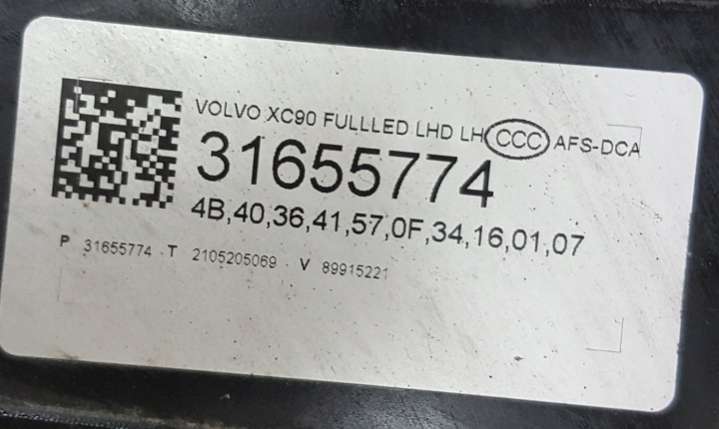 VOLVO XC90 FULLLED LHD LH CCC AFS-DCA
31655774
4B,40,36,41,57,0F,34,16,01,07
P 31655774 · T 2105205069 · V 89915221